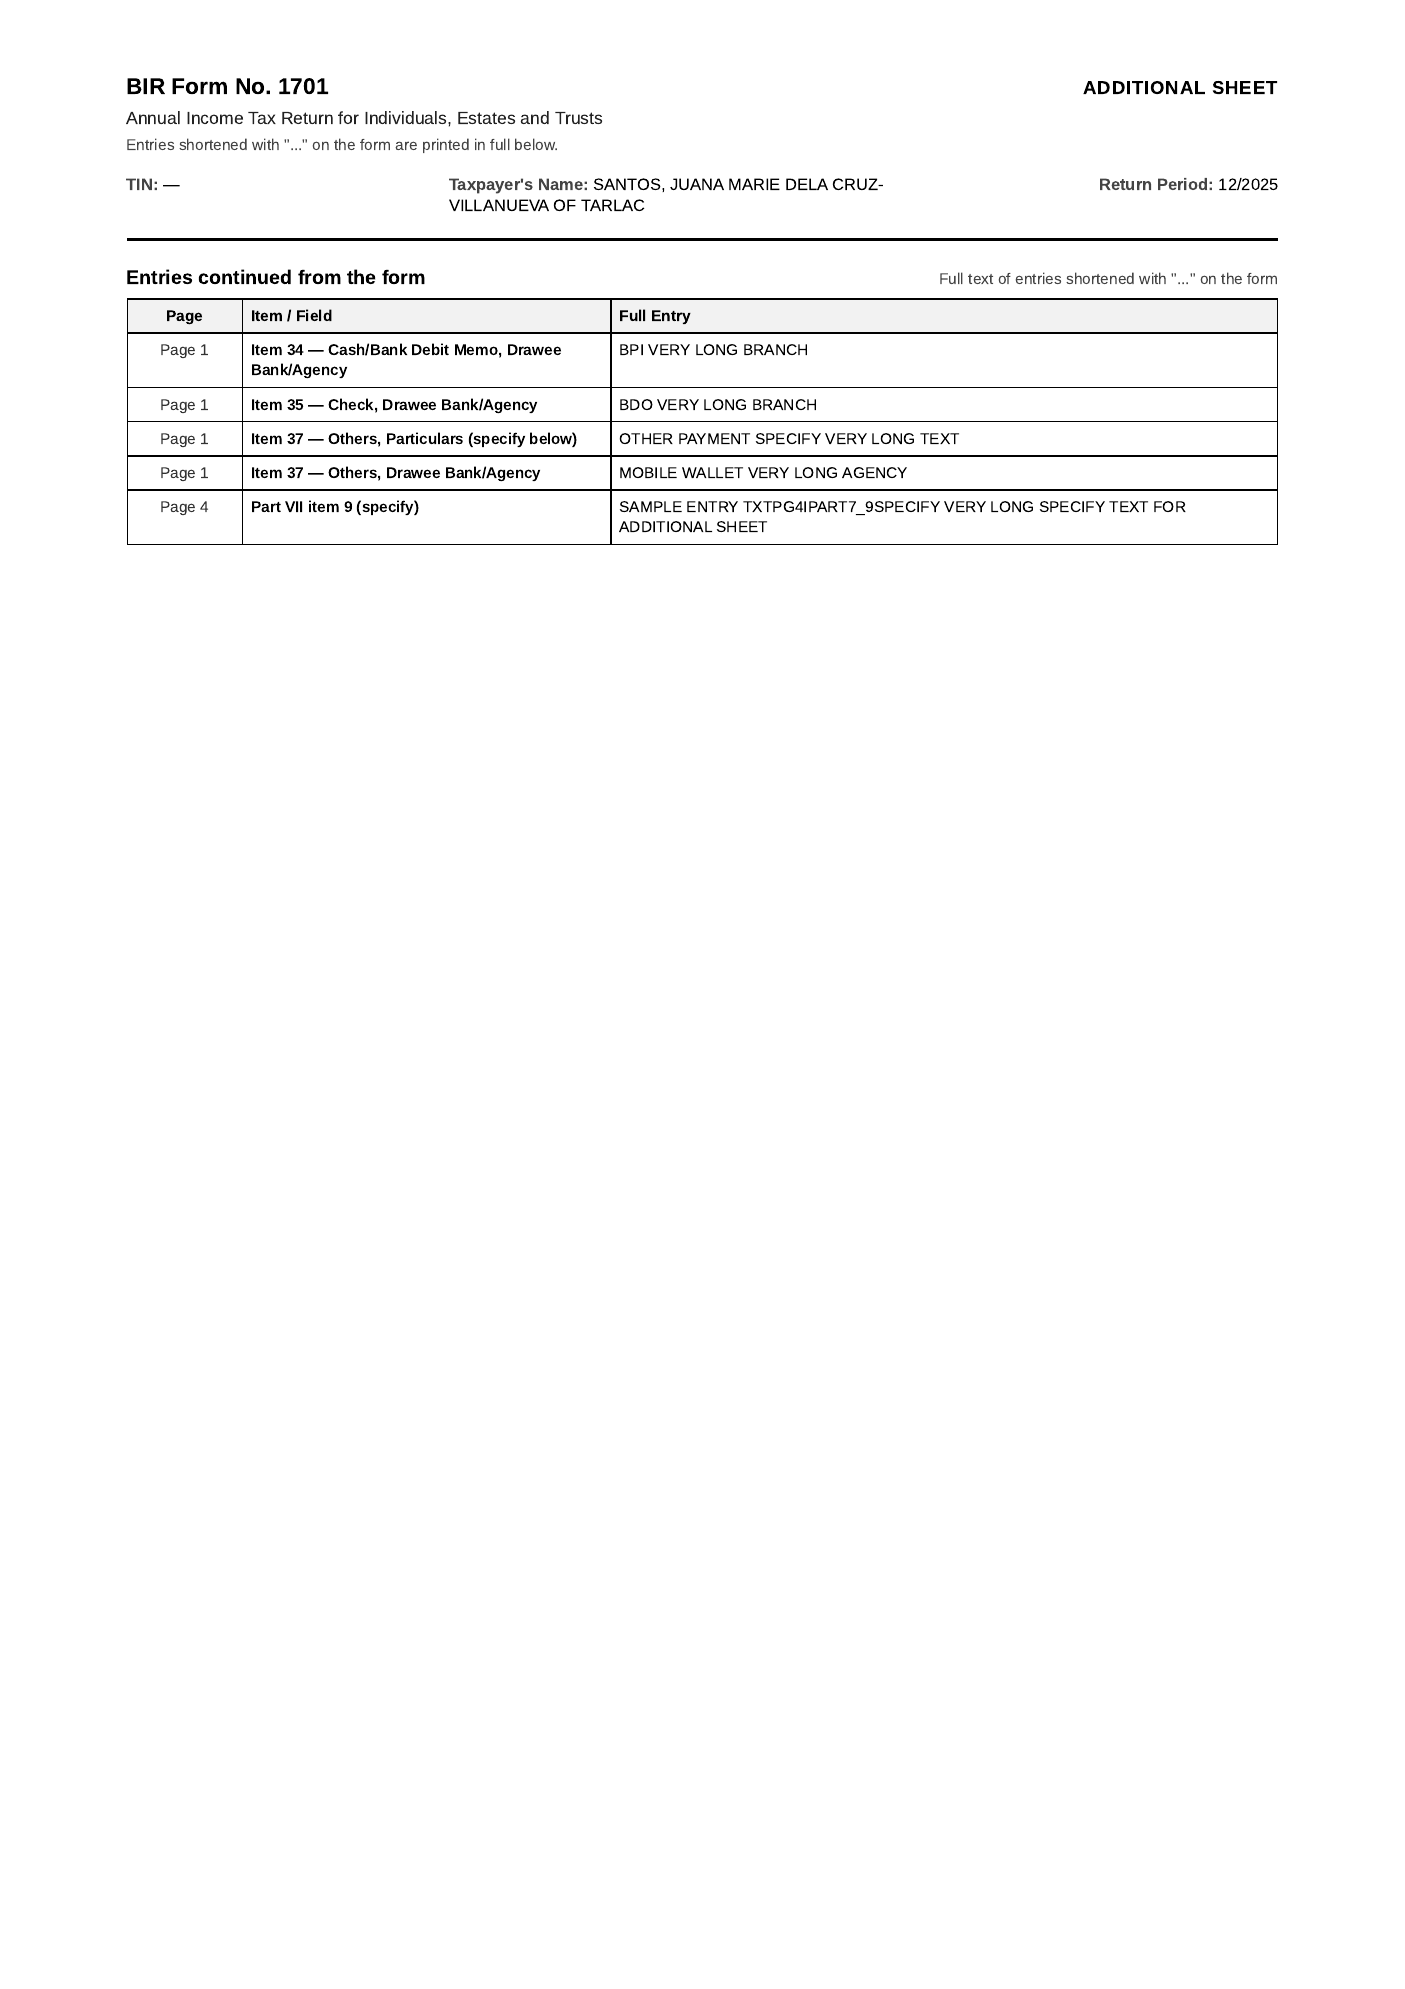 BIR Form No. 1701
ADDITIONAL SHEET
Annual Income Tax Return for Individuals, Estates and Trusts
Entries shortened with "..." on the form are printed in full below.
TIN: —
Taxpayer's Name: SANTOS, JUANA MARIE DELA CRUZ-
VILLANUEVA OF TARLAC
Return Period: 12/2025
Entries continued from the form
Full text of entries shortened with "..." on the form
Page Item / Field Full Entry
Page 1 Item 34 — Cash/Bank Debit Memo, Drawee BPI VERY LONG BRANCH
Bank/Agency
Page 1 Item 35 — Check, Drawee Bank/Agency BDO VERY LONG BRANCH
Page 1 Item 37 — Others, Particulars (specify below) OTHER PAYMENT SPECIFY VERY LONG TEXT
Page 1 Item 37 — Others, Drawee Bank/Agency MOBILE WALLET VERY LONG AGENCY
Page 4 Part VII item 9 (specify) SAMPLE ENTRY TXTPG4IPART7_9SPECIFY VERY LONG SPECIFY TEXT FOR
ADDITIONAL SHEET